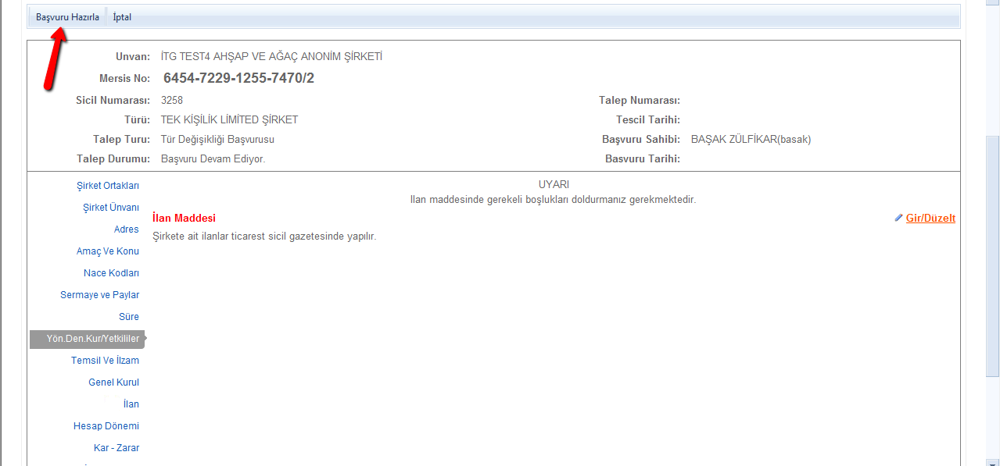 Başvuru Hazırla İptal
Unvan: İTG TEST4 AHŞAP VE AĞAÇ ANONİM ŞİRKETİ
Mersis No: 6454-7229-1255-7470/2
Sicil Numarası: 3258 Talep Numarası:
Türü: TEK KİŞİLİK LİMİTED ŞİRKET Tescil Tarihi:
Talep Turu: Tür Değişikliği Başvurusu Başvuru Sahibi: BAŞAK ZÜLFİKAR(basak)
Talep Durumu: Başvuru Devam Ediyor. Basvuru Tarihi:
Şirket Ortakları
Şirket Ünvanı
Adres
Amaç Ve Konu
Nace Kodları
Sermaye ve Paylar
Süre
Yön.Den.Kur/Yetkililer
Temsil Ve İlzam
Genel Kurul
İlan
Hesap Dönemi
Kar - Zarar
UYARI
Ilan maddesinde gerekeli boşlukları doldurmanız gerekmektedir.
İlan Maddesi Gir/Düzelt
Şirkete ait ilanlar ticarest sicil gazetesinde yapılır.